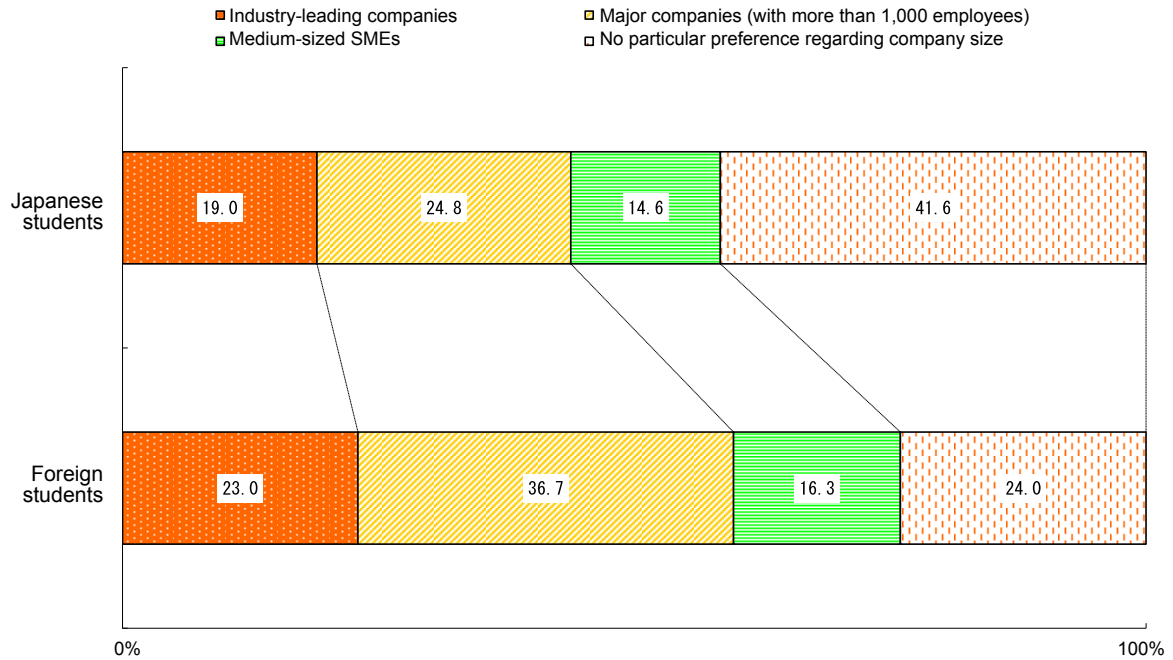 Industry-leading companies
Major companies (with more than 1,000 employees)
Medium-sized SMEs
No particular preference regarding company size
Japanese
students
19.0
24.8
14.6
41.6
Foreign
students
23.0
36.7
16.3
24.0
0%
100%